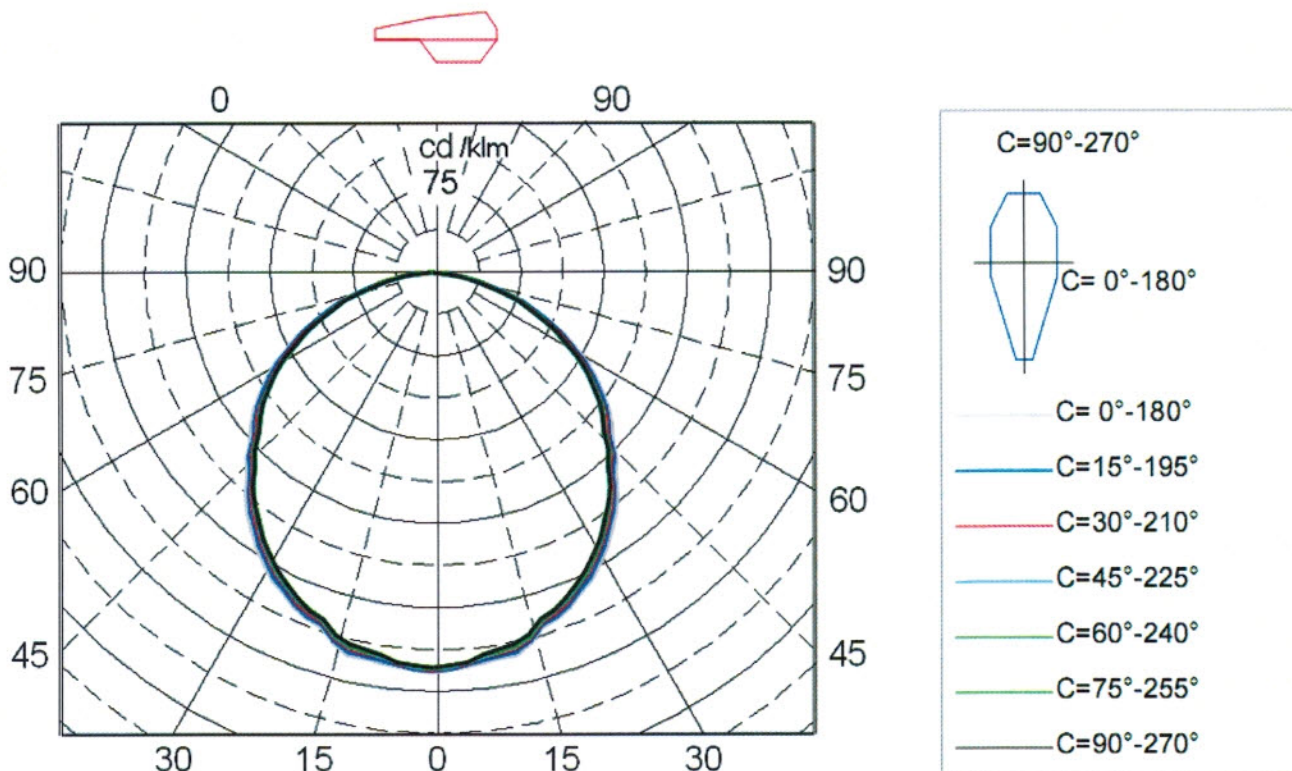 0 90
cd /klm
75
90 90
75 75
60 60
45 45
30 15 0 15 30
C=90°-270°
C= 0°-180°
C= 0°-180°
C=15°-195°
C=30°-210°
C=45°-225°
C=60°-240°
C=75°-255°
C=90°-270°